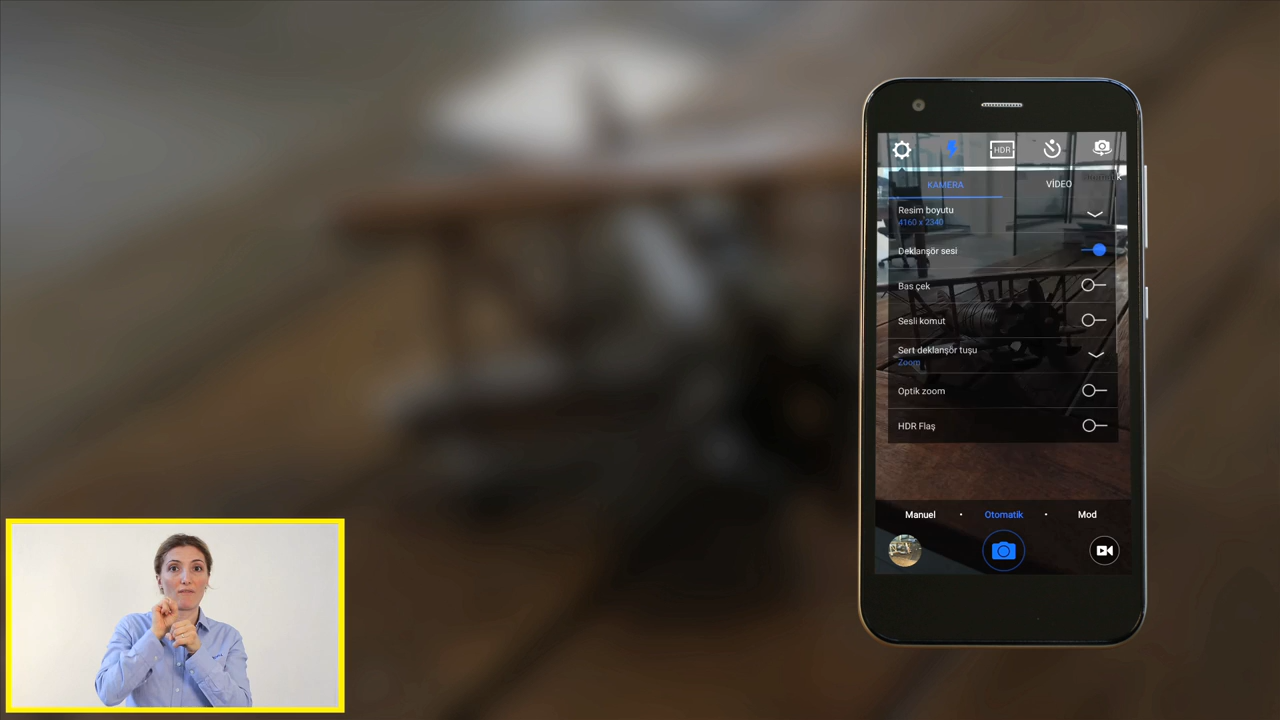 HDR
KAMERA
VİDEO
Resim boyutu
4160 x 2340
Deklanşör sesi
Bas çek
Sesli komut
Sert deklanşör tuşu
Zoom
Optik zoom
HDR Flaş
Manuel
Otomatik
Mod